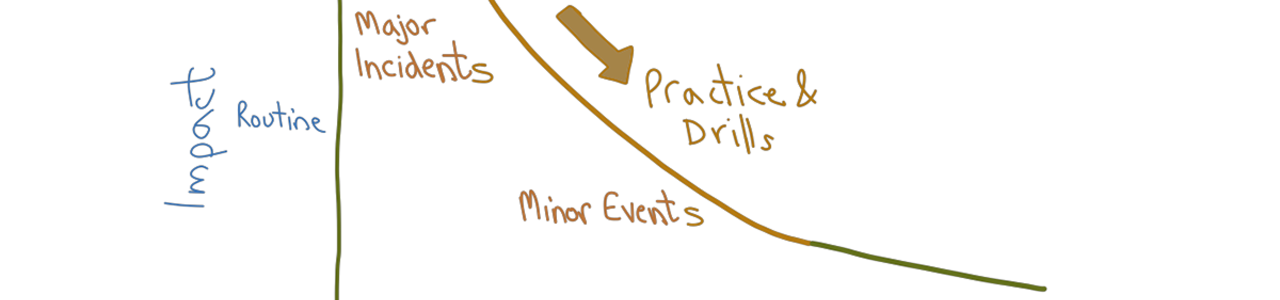 Major
Incidents
Practice &
Drills
Impact
Routine
Minor Events